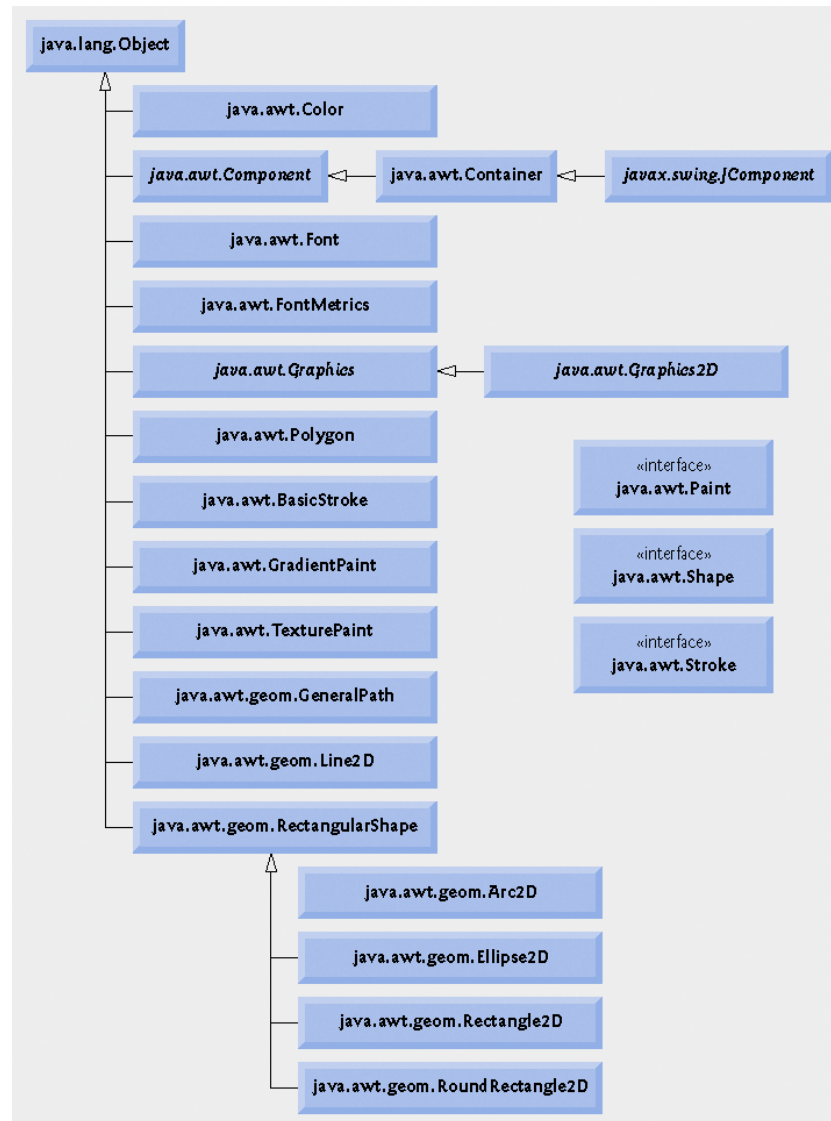 java.lang.Object
java.awt.Color
java.awt.Component
java.awt.Container
javax.swing.JComponent
java.awt.Font
java.awt.FontMetrics
java.awt.Graphics
java.awt.Graphics2D
java.awt.Polygon
«interface»
java.awt.Paint
java.awt.BasicStroke
java.awt.GradientPaint
«interface»
java.awt.Shape
java.awt.TexturePaint
«interface»
java.awt.Stroke
java.awt.geom.GeneralPath
java.awt.geom.Line2D
java.awt.geom.RectangularShape
java.awt.geom.Arc2D
java.awt.geom.Ellipse2D
java.awt.geom.Rectangle2D
java.awt.geom.RoundRectangle2D